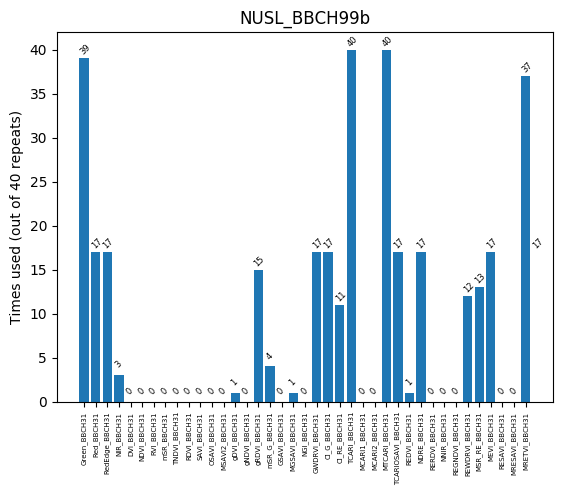 NUSL_BBCH99b
Times used (out of 40 repeats)
40
35
30
25
20
15
10
5
0
39
17
17
3
0
0
0
0
0
0
0
0
0
1
0
15
4
0
1
0
17
17
11
40
0
0
40
17
1
17
0
0
0
12
13
17
0
0
37
17
Green_BBCH31
Red_BBCH31
RedEdge_BBCH31
NIR_BBCH31
DVI_BBCH31
NDVI_BBCH31
RVI_BBCH31
mSR_BBCH31
TNDVI_BBCH31
RDVI_BBCH31
SAVI_BBCH31
OSAVI_BBCH31
MSAVI2_BBCH31
gDVI_BBCH31
gNDVI_BBCH31
gRDVI_BBCH31
mSR_G_BBCH31
GSAVI_BBCH31
MGSAVI_BBCH31
NGI_BBCH31
GWDRVI_BBCH31
CI_G_BBCH31
CI_RE_BBCH31
TCARI_BBCH31
MCARI1_BBCH31
MCARI2_BBCH31
MTCARI_BBCH31
TCARIOSAVI_BBCH31
REDVI_BBCH31
NDRE_BBCH31
RERDVI_BBCH31
NNIR_BBCH31
REGNDVI_BBCH31
REWDRVI_BBCH31
MSR_RE_BBCH31
MEVI_BBCH31
RESAVI_BBCH31
MRESAVI_BBCH31
MRETVI_BBCH31